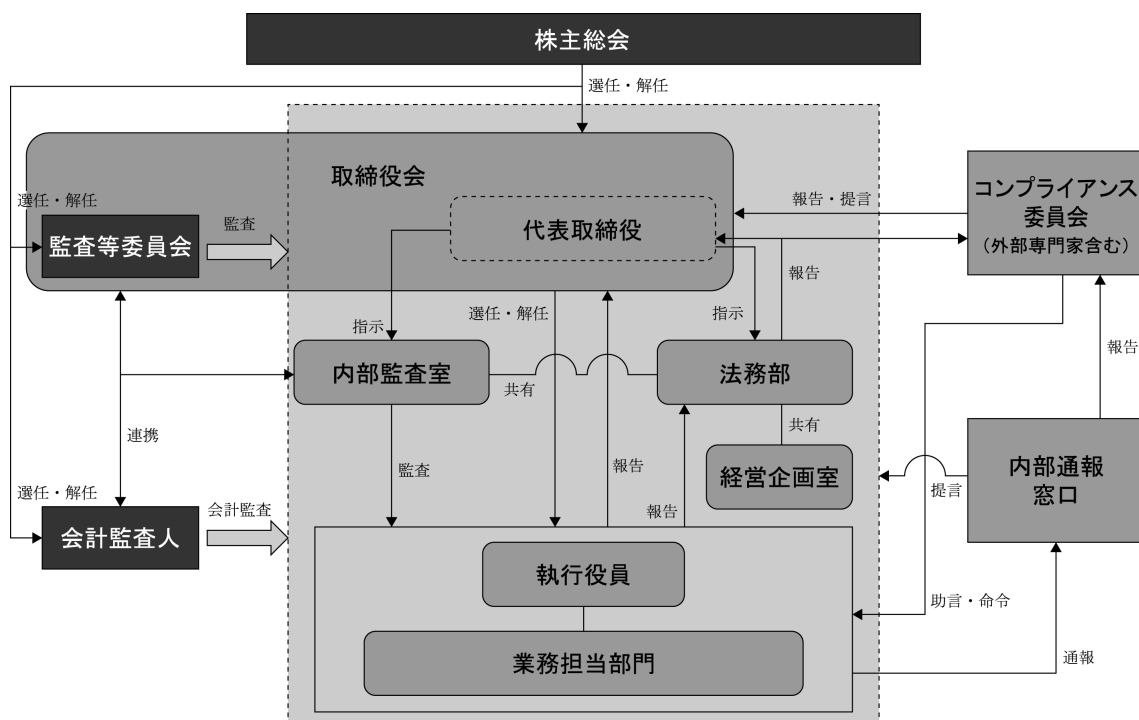 株主総会
選任・解任
取締役会
選任・解任
監査等委員会
監査
代表取締役
報告・提言
コンプライアンス
委員会
（外部専門家含む）
報告
指示
選任・解任
指示
内部監査室
共有
法務部
報告
連携
監査
報告
共有
経営企画室
内部通報
窓口
提言
選任・解任
会計監査人
会計監査
報告
執行役員
助言・命令
業務担当部門
通報